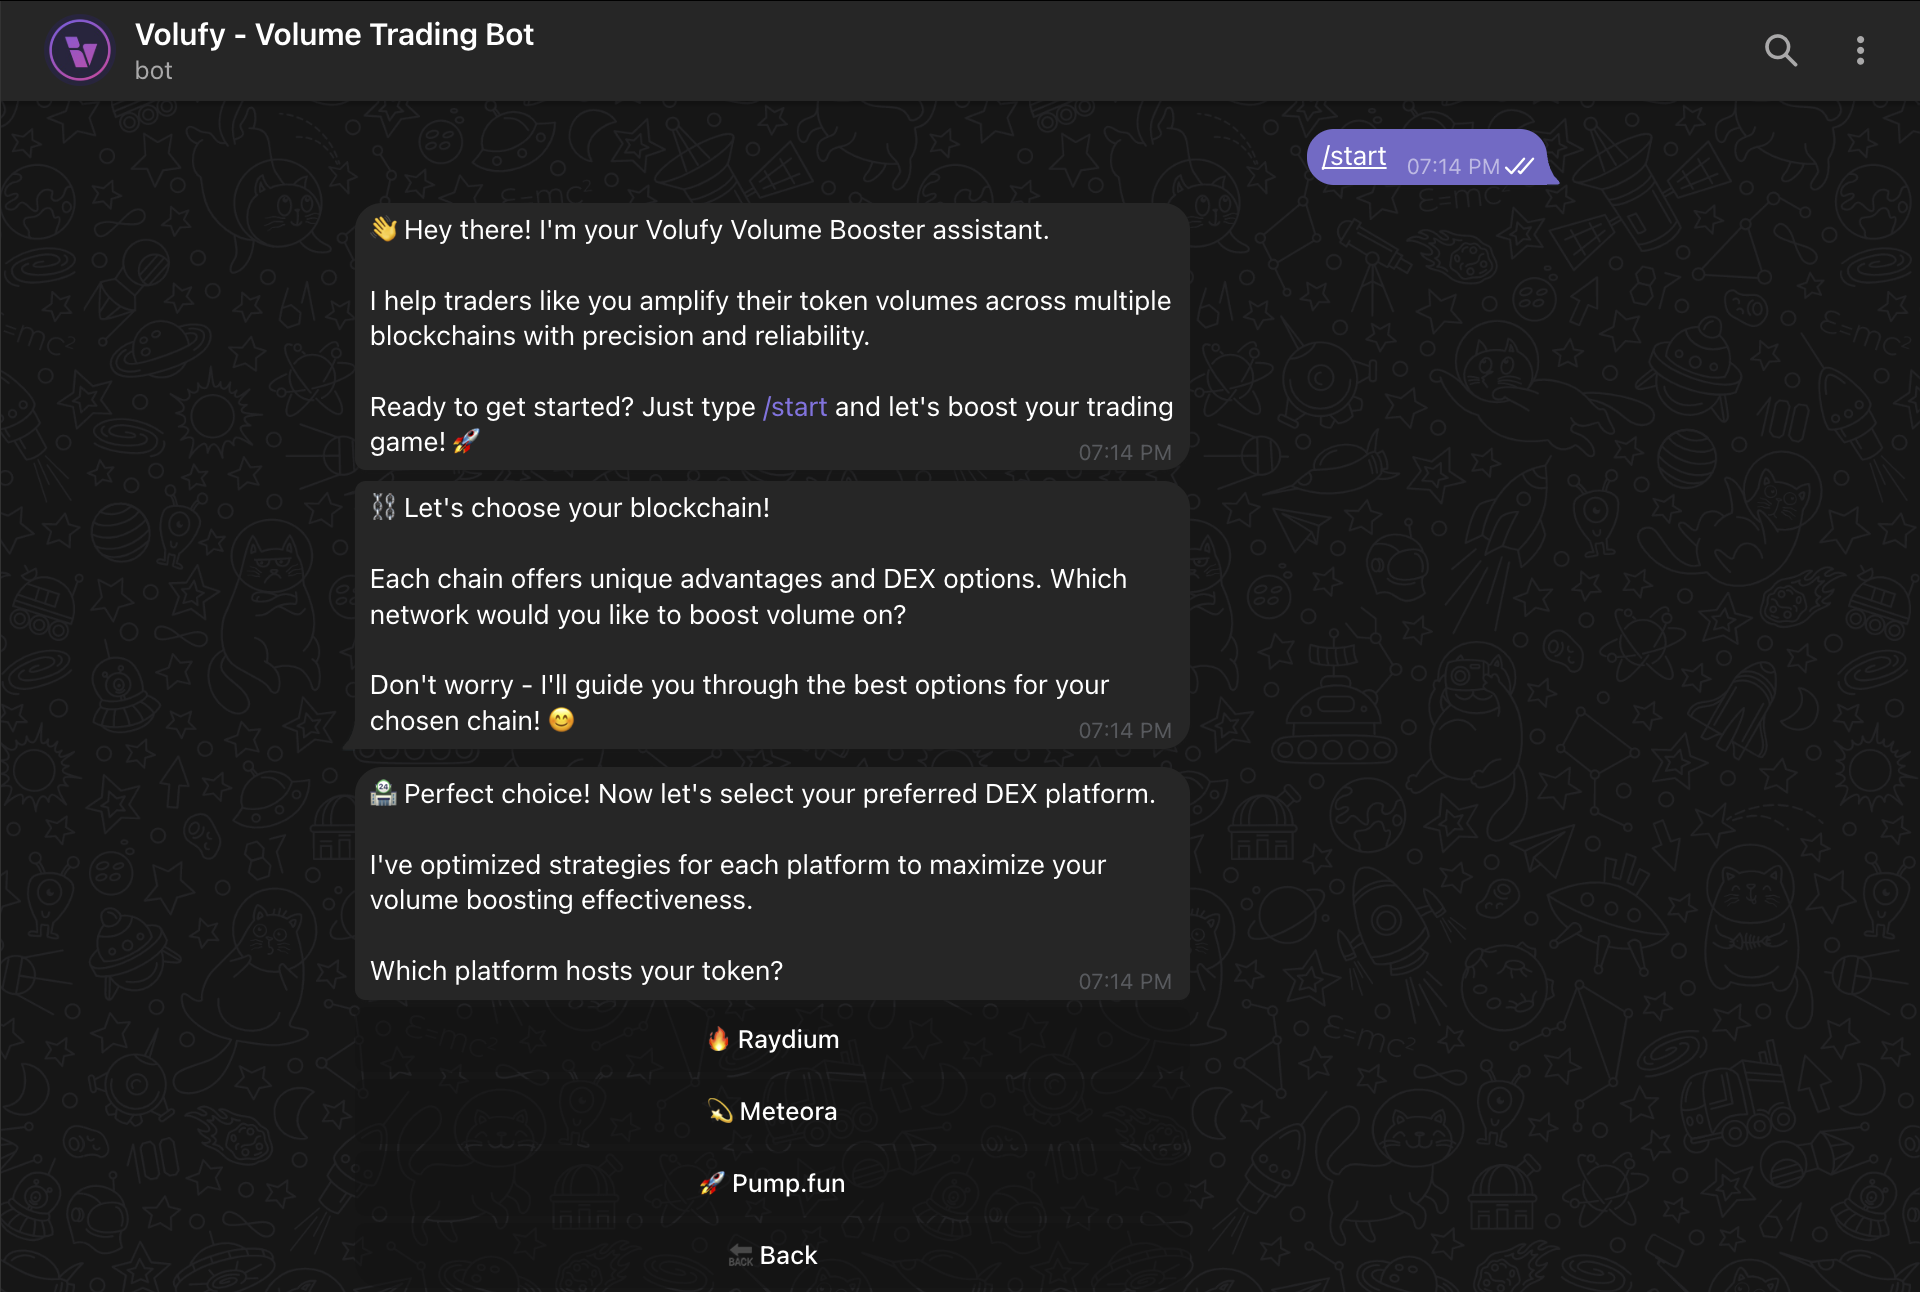 Volufy - Volume Trading Bot
bot
/start 07:14 PM
👋 Hey there! I'm your Volufy Volume Booster assistant.
I help traders like you amplify their token volumes across multiple
blockchains with precision and reliability.
Ready to get started? Just type /start and let's boost your trading
game! 🚀
07:14 PM
⛓️ Let's choose your blockchain!
Each chain offers unique advantages and DEX options. Which
network would you like to boost volume on?
Don't worry - I'll guide you through the best options for your
chosen chain! 😊
07:14 PM
🏪 Perfect choice! Now let's select your preferred DEX platform.
I've optimized strategies for each platform to maximize your
volume boosting effectiveness.
Which platform hosts your token?
07:14 PM
🔥 Raydium
💫 Meteora
🚀 Pump.fun
🔙 Back